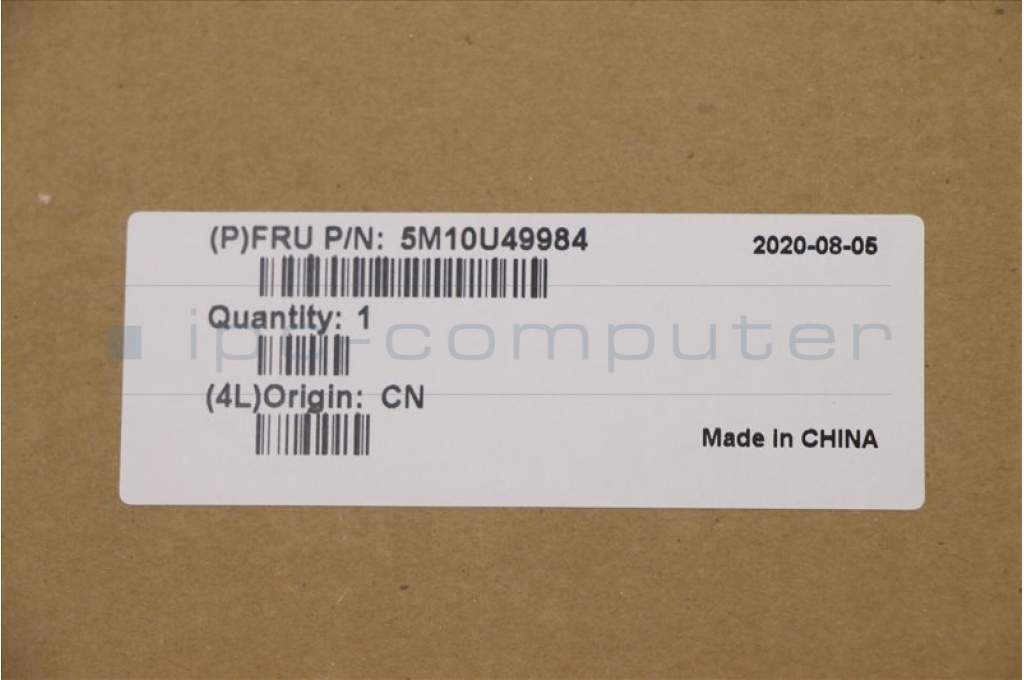 (P)FRU P/N: 5M10U49984
2020-08-05
Quantity: 1
ipc-computer
(4L)Origin: CN
Made in CHINA